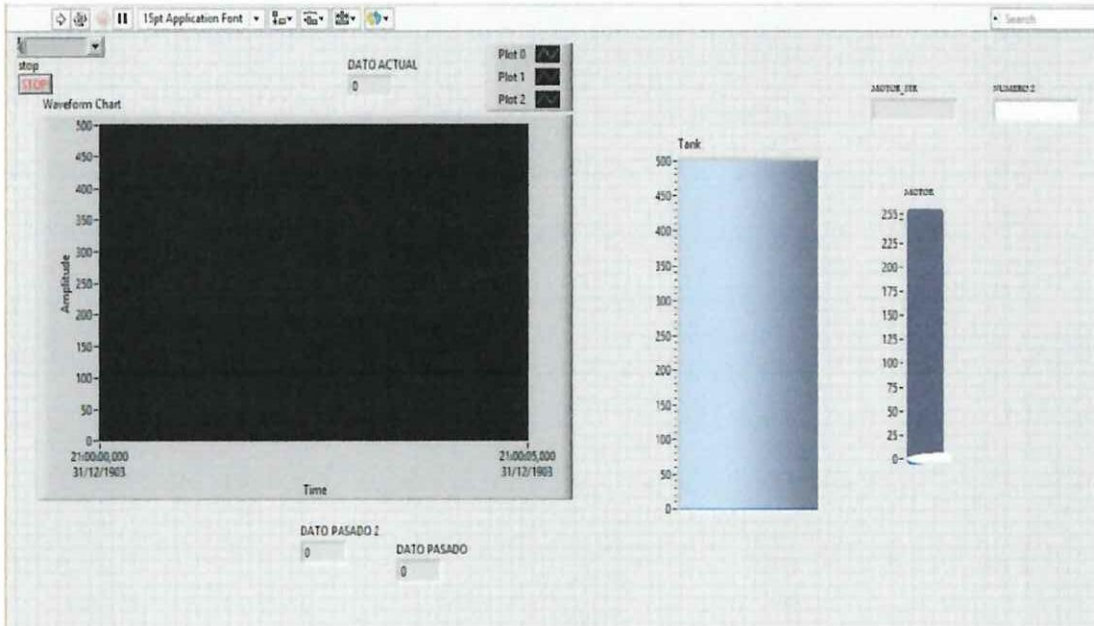 15pt Application Font
Search
stop
STOP
DATO ACTUAL
0
Plot 0
Plot 1
Plot 2
Waveform Chart
Amplitude
500
450
400
350
300
250
200
150
100
50
0
21:00:00,000
31/12/1903
21:00:05,000
31/12/1903
Time
DATO PASADO 2
0
DATO PASADO
0
Tank
500
450
400
350
300
250
200
150
100
50
0
NUMERO 2
MOTOR
255
225
200
175
150
125
100
75
50
25
0